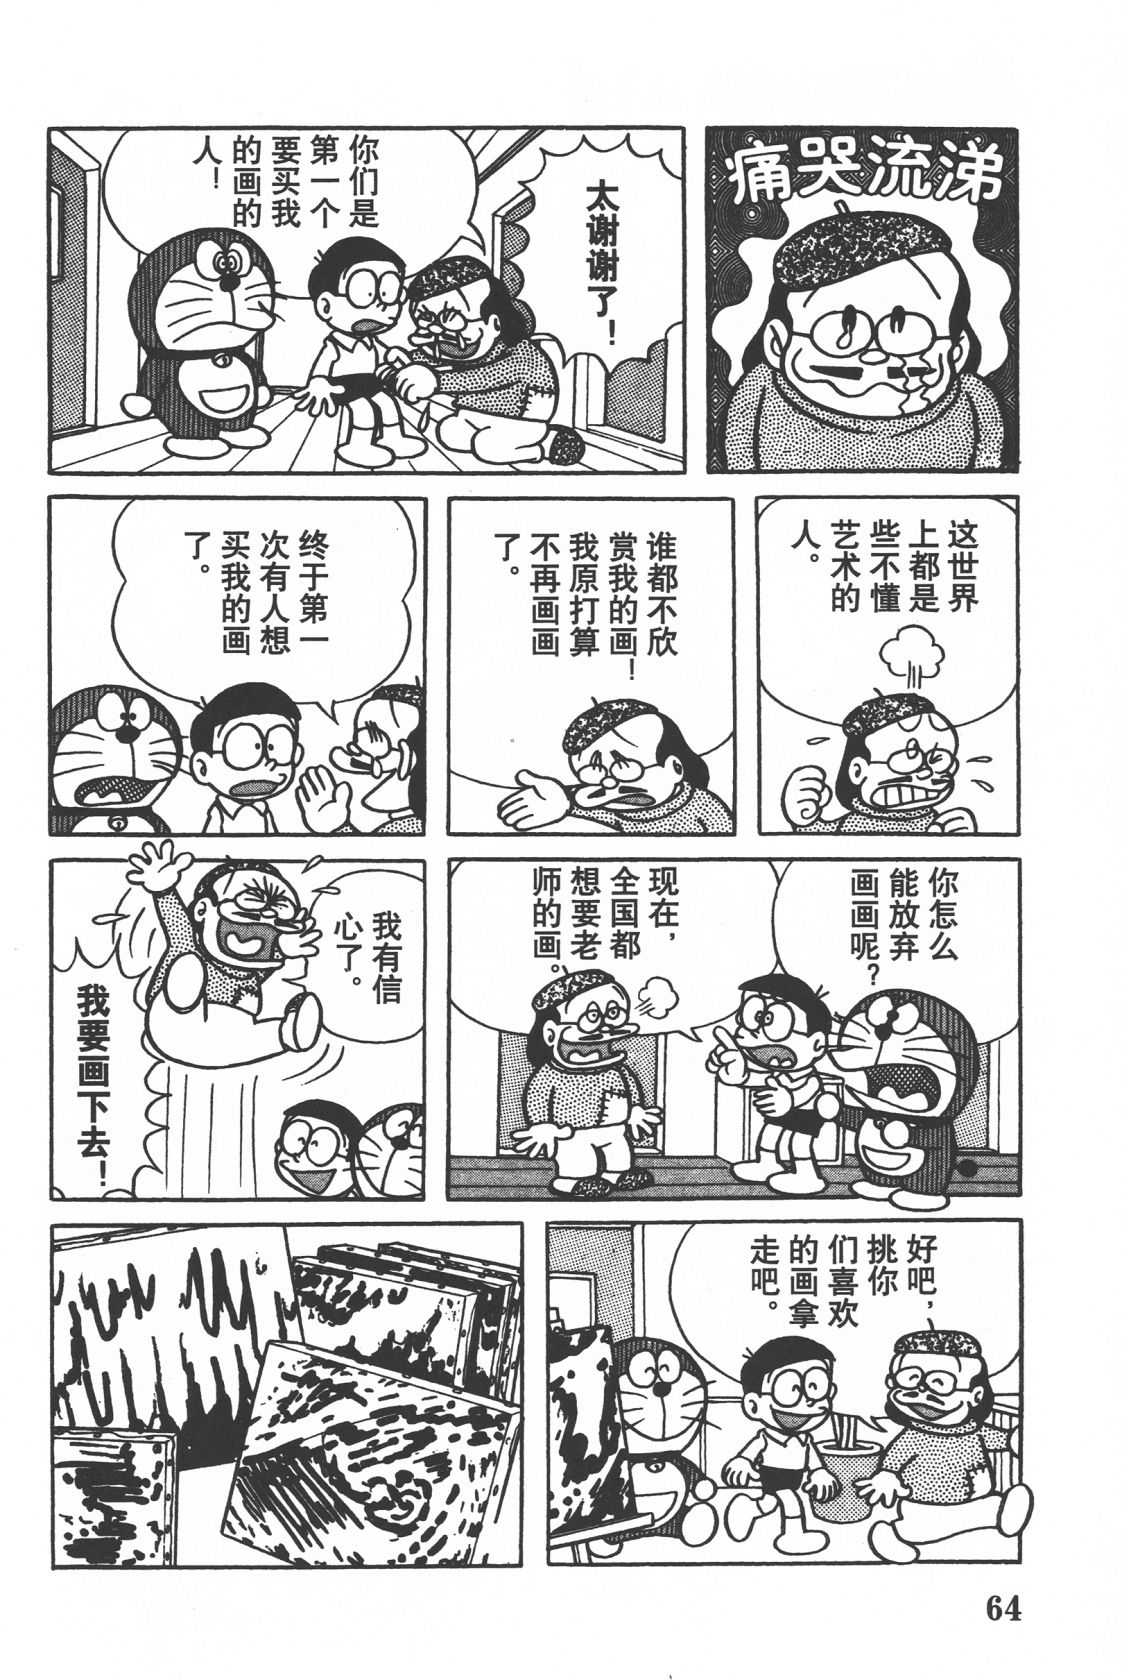 痛哭流涕
太谢谢了！
你们是
第一个
要买我
的画的
人！
这世界
上都是
些不懂
艺术的
人。
谁都不欣
赏我的画！
我原打算
不再画画
了。
终于第一
次有人想
买我的画
了。
你怎么
能放弃
画画呢？
现在，
全国都
想要老
师的画。
我有信
心了。
我要画下去！
好吧，
挑你
们喜欢
的画拿
走吧。
64